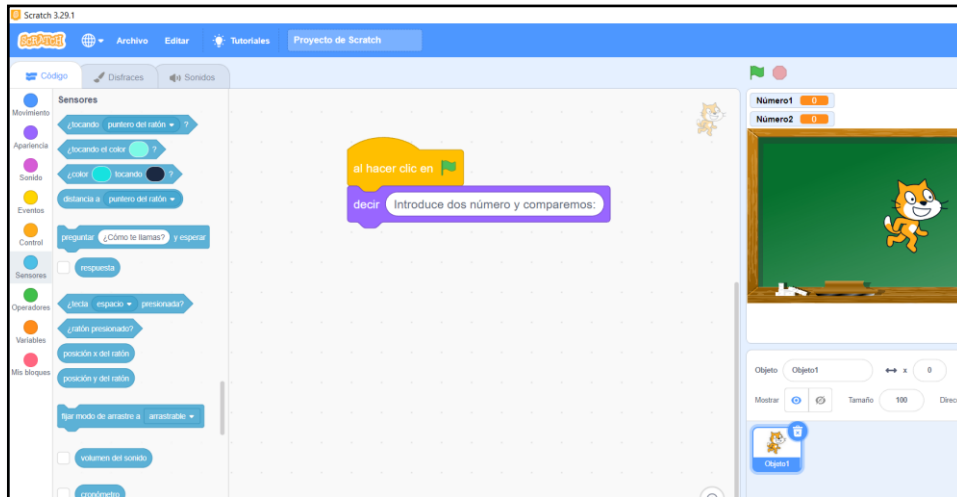 Scratch 3.29.1
SCRATCH Archivo Editar Tutoriales Proyecto de Scratch
Código Disfraces Sonidos
Movimiento
Apariencia
Sonido
Eventos
Control
Sensores
Operadores
Variables
Mis bloques
Sensores
¿tocando puntero del ratón ?
¿tocando el color ?
¿color tocando ?
distancia a puntero del ratón
preguntar ¿Cómo te llamas? y esperar
respuesta
¿tecla espacio presionada?
¿ratón presionado?
posición x del ratón
posición y del ratón
fijar modo de arrastre a arrastrable
volumen del sonido
cronómetro
al hacer clic en
decir Introduce dos número y comparemos:
Número1 0
Número2 0
Objeto Objeto1 x 0
Mostrar Tamaño 100 Direc
Objeto1